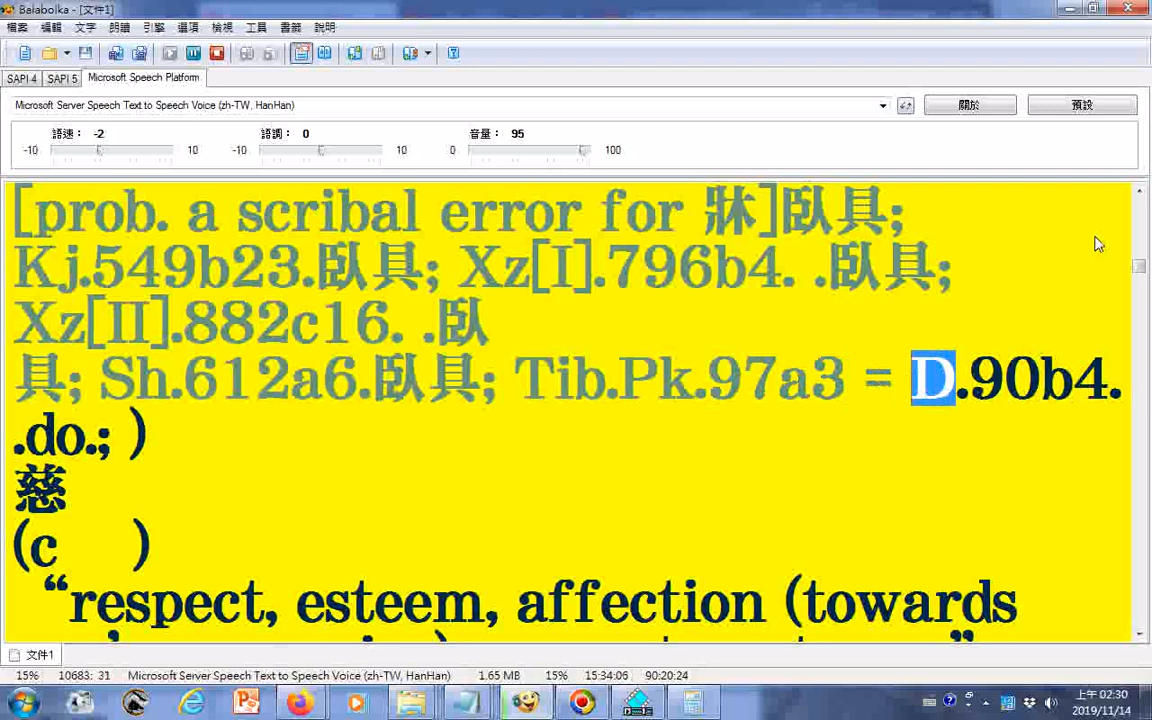 Balabolka - [文件1]
檔案 編輯 文字 朗讀 引擎 選項 檢視 工具 書籤 說明
SAPI 4 SAPI 5 Microsoft Speech Platform
Microsoft Server Speech Text to Speech Voice (zh-TW, HanHan) 關於 預設
語速： -2 語調： 0 音量： 95
-10 10 -10 10 0 100
[prob. a scribal error for 牀]臥具;
Kj.549b23.臥具; Xz[I].796b4. .臥具;
Xz[II].882c16. .臥
具; Sh.612a6.臥具; Tib.Pk.97a3 = D.90b4.
.do.; )
慈
(c )
“respect, esteem, affection (towards
文件1
15% 10683: 31 Microsoft Server Speech Text to Speech Voice (zh-TW, HanHan) 1.65 MB 15% 15:34:06 90:20:24
上午 02:30
2019/11/14